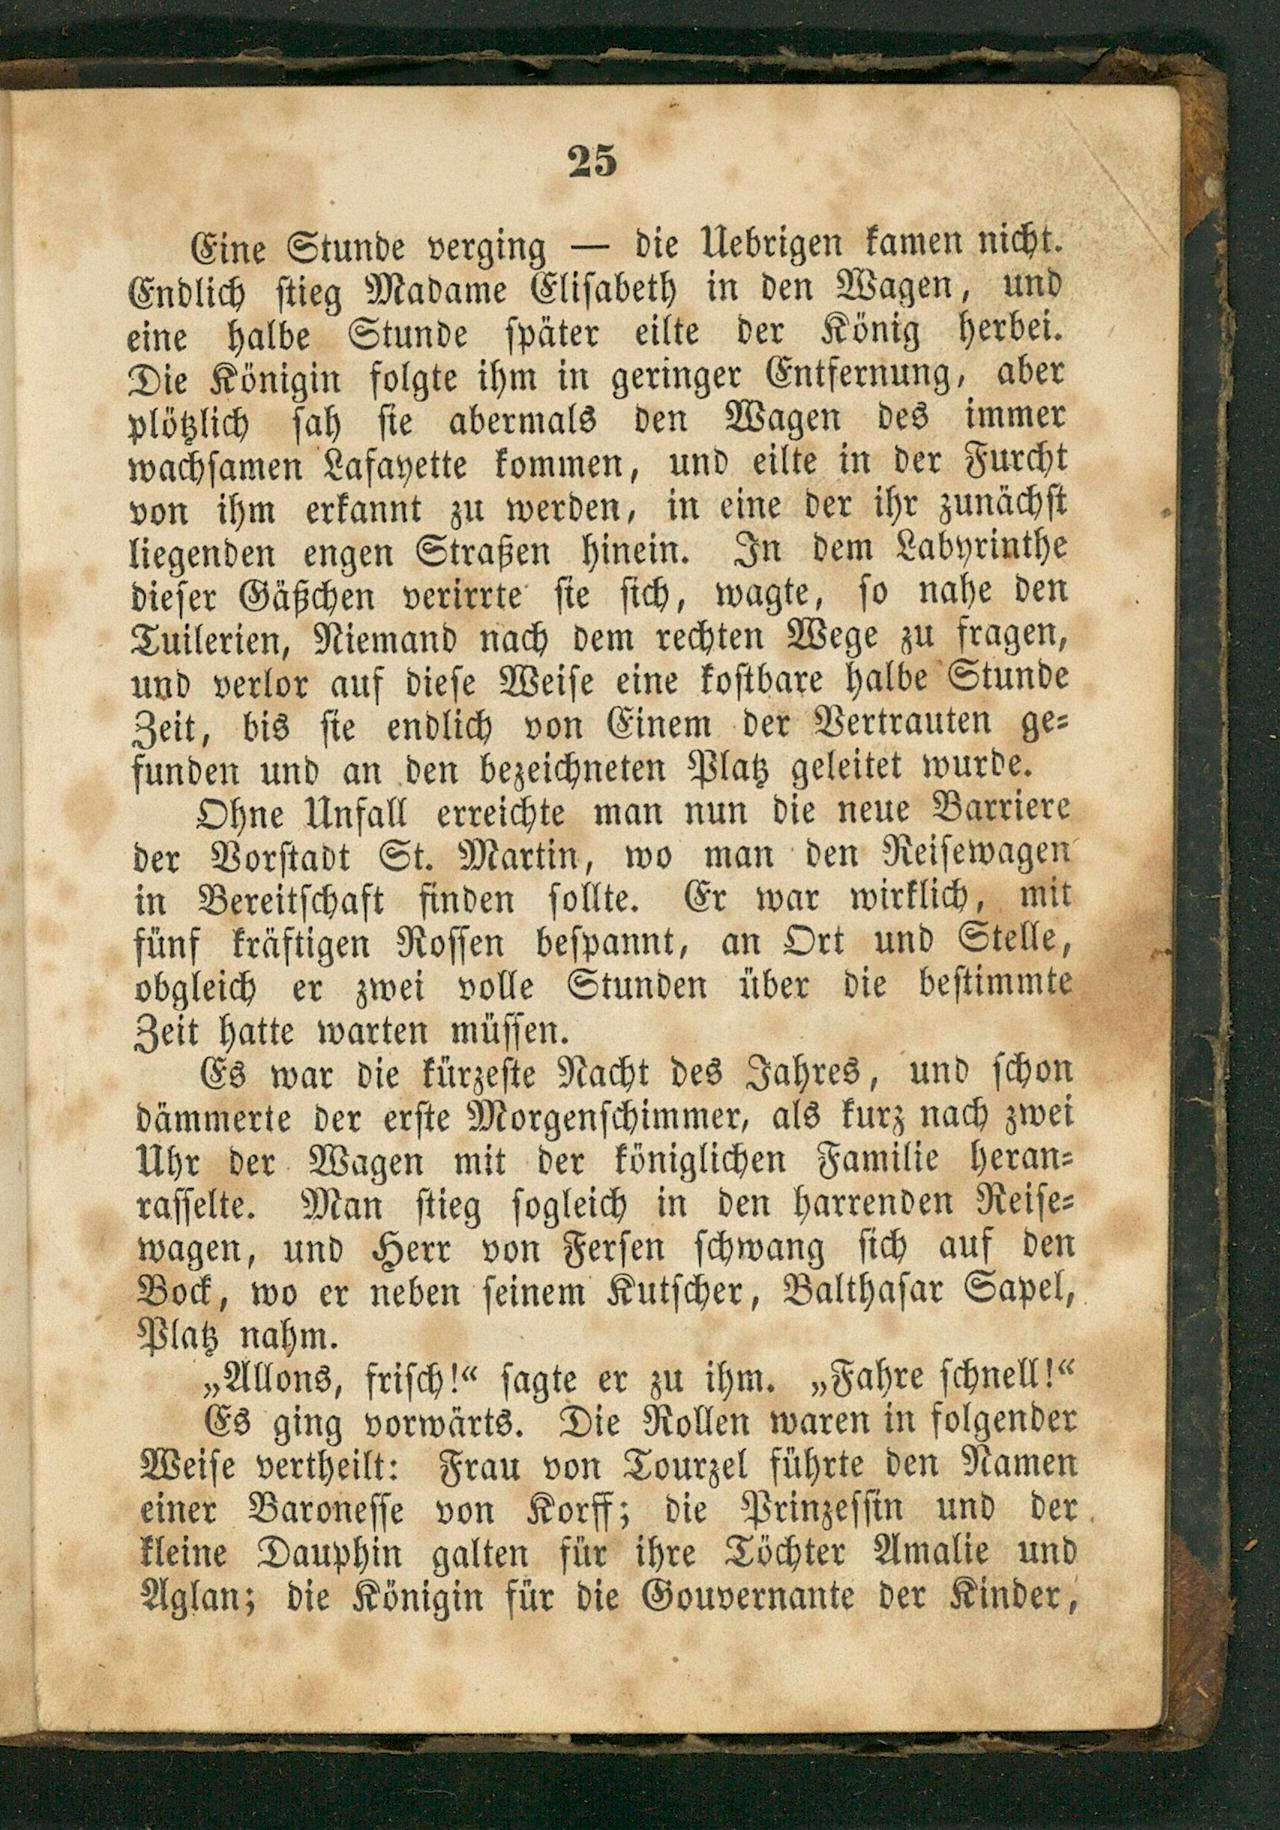 25
Eine Stunde verging — die Uebrigen kamen nicht.
Endlich stieg Madame Elisabeth in den Wagen, und
eine halbe Stunde später eilte der König herbei.
Die Königin folgte ihm in geringer Entfernung, aber
plötzlich sah sie abermals den Wagen des immer
wachsamen Lafayette kommen, und eilte in der Furcht
von ihm erkannt zu werden, in eine der ihr zunächst
liegenden engen Straßen hinein. In dem Labyrinthe
dieser Gäßchen verirrte sie sich, wagte, so nahe den
Tuilerien, Niemand nach dem rechten Wege zu fragen,
und verlor auf diese Weise eine kostbare halbe Stunde
Zeit, bis sie endlich von Einem der Vertrauten ge-
funden und an den bezeichneten Platz geleitet wurde.
Ohne Unfall erreichte man nun die neue Barriere
der Vorstadt St. Martin, wo man den Reisewagen
in Bereitschaft finden sollte. Er war wirklich, mit
fünf kräftigen Rossen bespannt, an Ort und Stelle,
obgleich er zwei volle Stunden über die bestimmte
Zeit hatte warten müssen.
Es war die kürzeste Nacht des Jahres, und schon
dämmerte der erste Morgenschimmer, als kurz nach zwei
Uhr der Wagen mit der königlichen Familie heran-
rasselte. Man stieg sogleich in den harrenden Reise-
wagen, und Herr von Fersen schwang sich auf den
Bock, wo er neben seinem Kutscher, Balthasar Sapel,
Platz nahm.
„Allons, frisch!“ sagte er zu ihm. „Fahre schnell!“
Es ging vorwärts. Die Rollen waren in folgender
Weise vertheilt: Frau von Tourzel führte den Namen
einer Baronesse von Korff; die Prinzessin und der
kleine Dauphin galten für ihre Töchter Amalie und
Aglan; die Königin für die Gouvernante der Kinder,